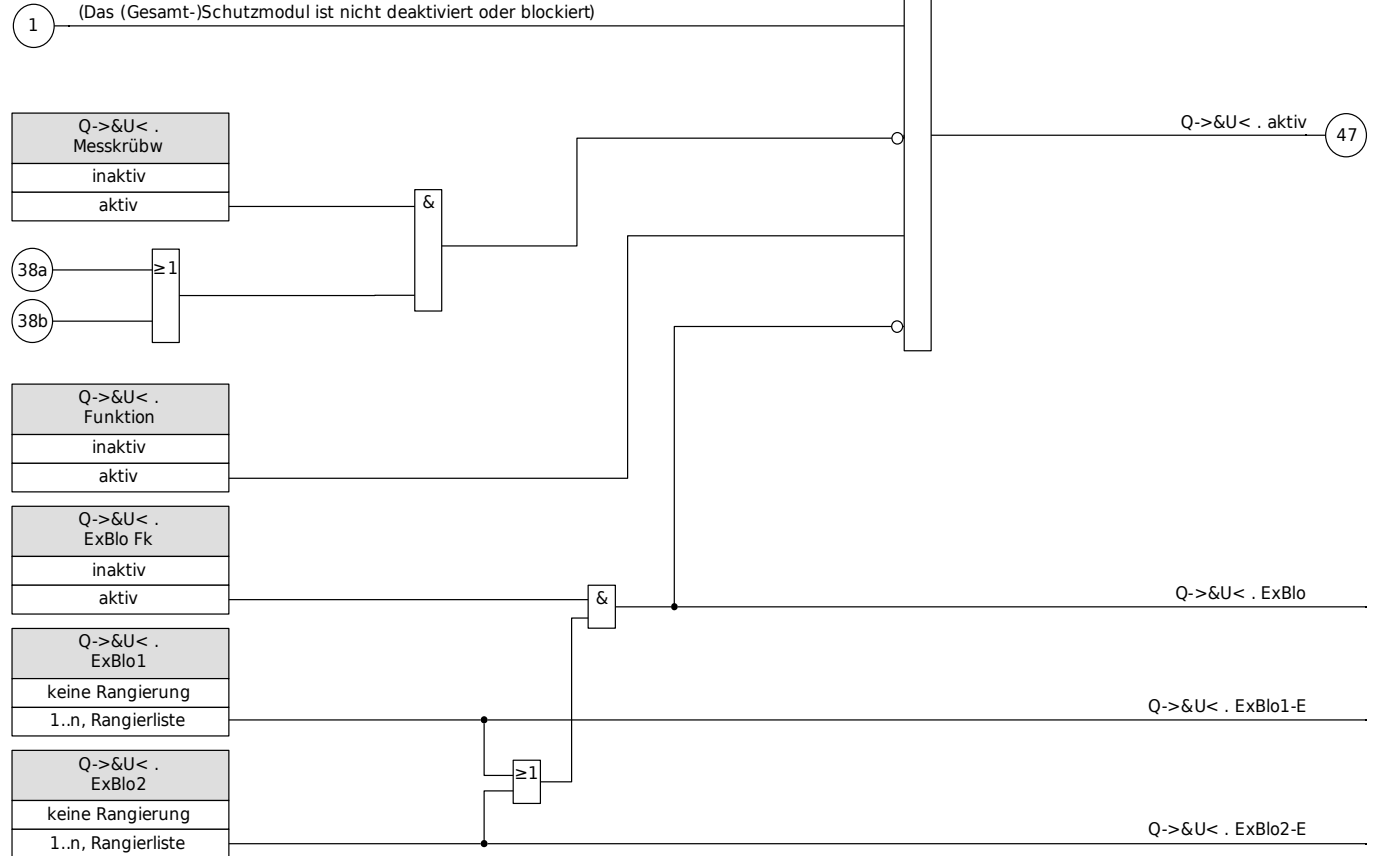 (Das (Gesamt-)Schutzmodul ist nicht deaktiviert oder blockiert)
1
Q->&U< .
Messkrübw
inaktiv
aktiv
&
Q->&U< . aktiv
47
38a
≥1
38b
Q->&U< .
Funktion
inaktiv
aktiv
Q->&U< .
ExBlo Fk
inaktiv
aktiv
&
Q->&U< . ExBlo
Q->&U< .
ExBlo1
keine Rangierung
1..n, Rangierliste
Q->&U< . ExBlo1-E
≥1
Q->&U< .
ExBlo2
keine Rangierung
1..n, Rangierliste
Q->&U< . ExBlo2-E